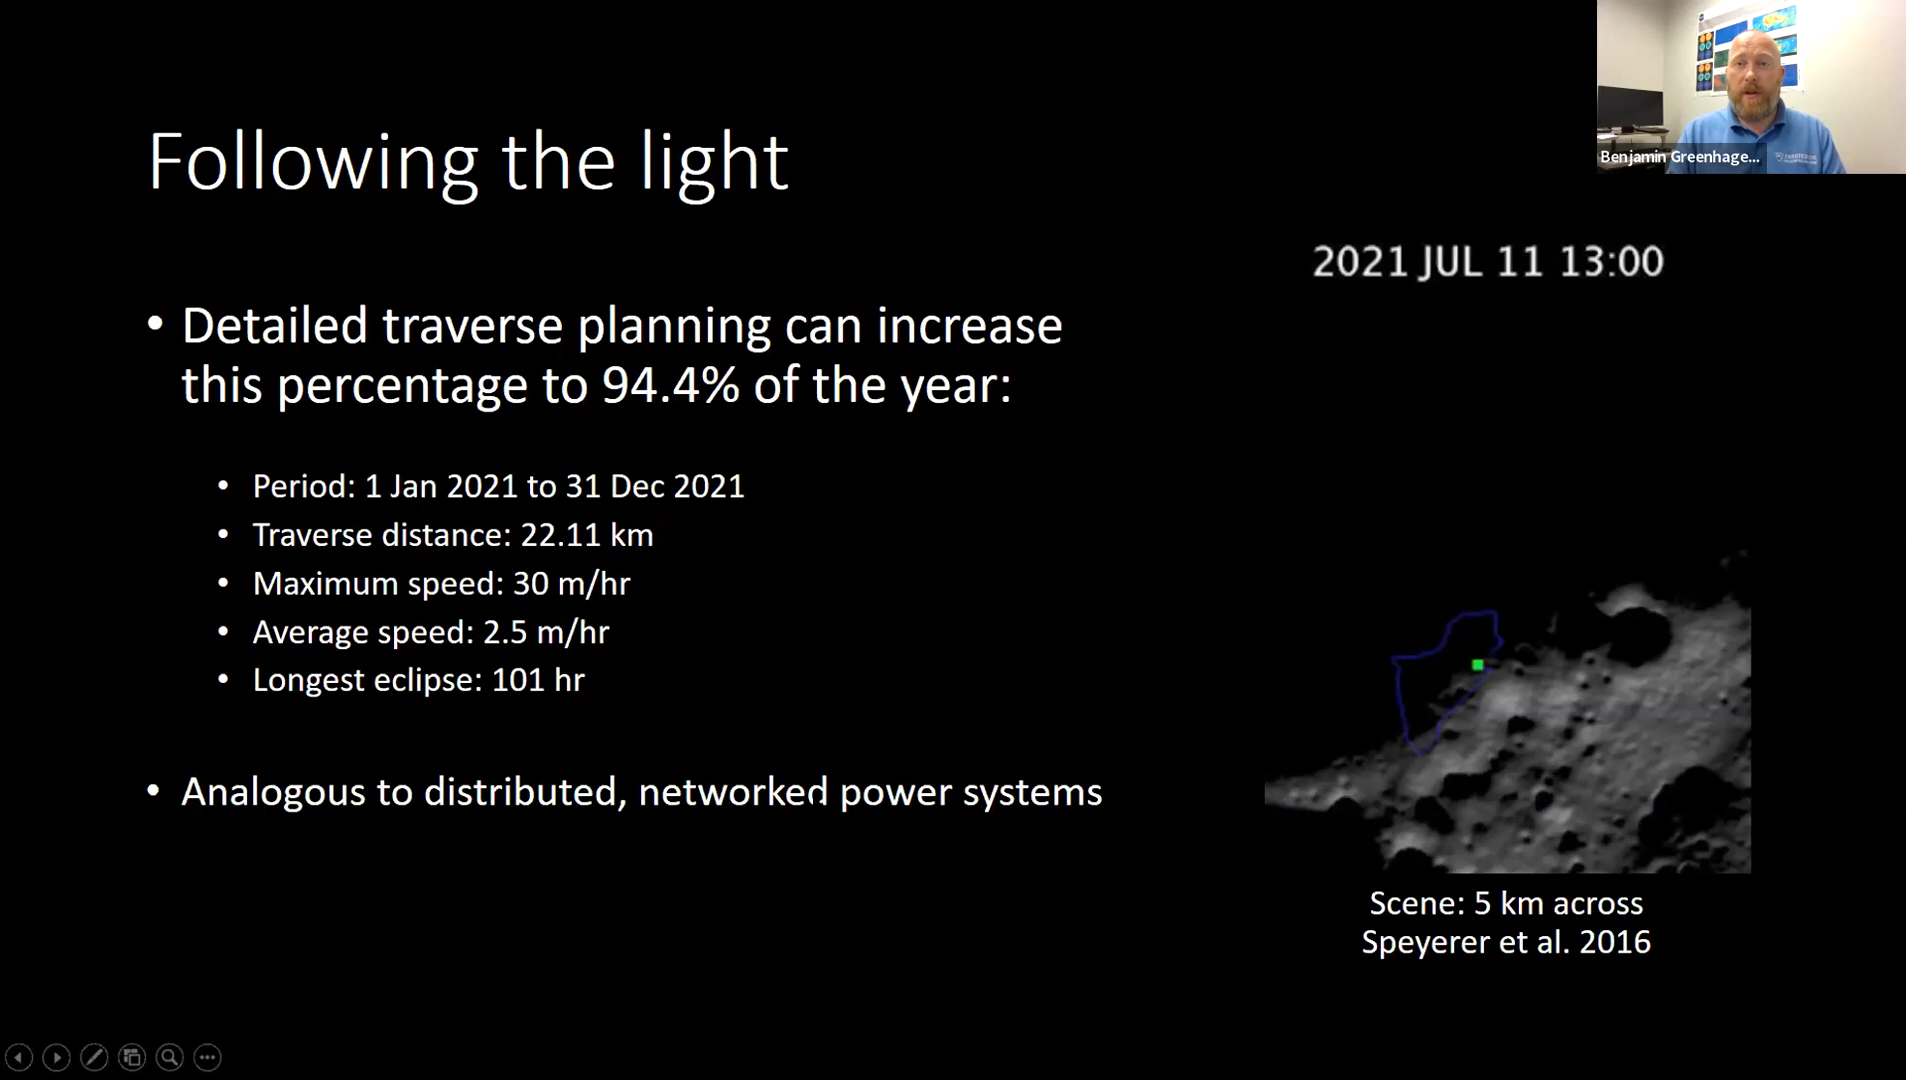 Following the light
Benjamin Greenhage...
2021 JUL 11 13:00
• Detailed traverse planning can increase
this percentage to 94.4% of the year:
• Period: 1 Jan 2021 to 31 Dec 2021
• Traverse distance: 22.11 km
• Maximum speed: 30 m/hr
• Average speed: 2.5 m/hr
• Longest eclipse: 101 hr
• Analogous to distributed, networked power systems
Scene: 5 km across
Speyerer et al. 2016